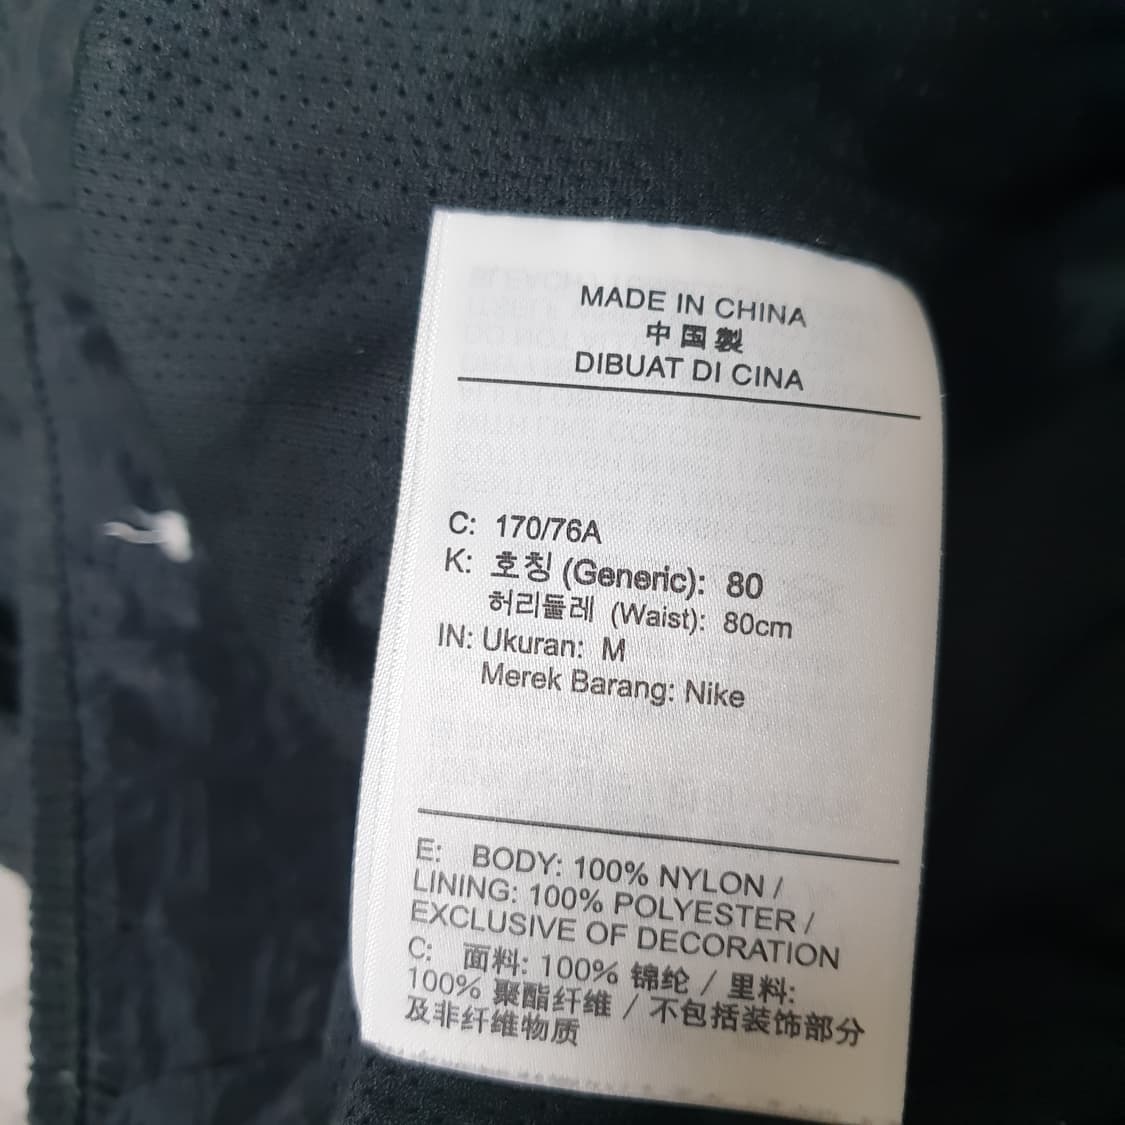 MADE IN CHINA
中国製
DIBUAT DI CINA
C: 170/76A
K: 호칭 (Generic): 80
허리둘레 (Waist): 80cm
IN: Ukuran: M
Merek Barang: Nike
E: BODY: 100% NYLON /
LINING: 100% POLYESTER /
EXCLUSIVE OF DECORATION
C: 面料: 100% 锦纶 / 里料:
100% 聚酯纤维 / 不包括装饰部分
及非纤维物质